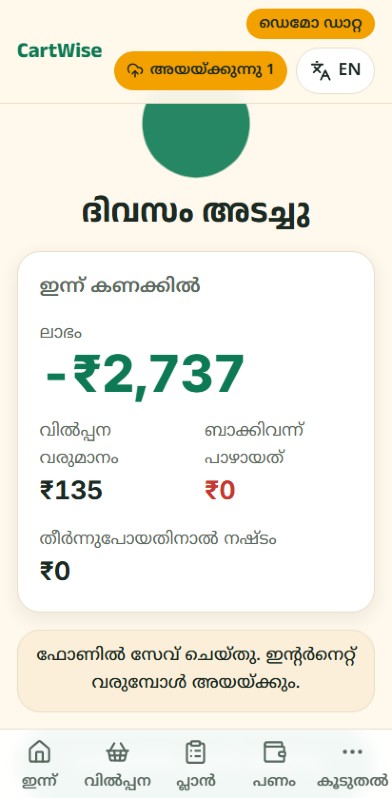 ഡെമോ ഡാറ്റ
CartWise
അയയ്ക്കുന്നു 1
EN
ദിവസം അടച്ചു
ഇന്ന് കണക്കിൽ
ലാഭം
-₹2,737
വിൽപ്പന
വരുമാനം
₹135
ബാക്കിവന്ന്
പാഴായത്
₹0
തീർന്നുപോയതിനാൽ നഷ്ടം
₹0
ഫോണിൽ സേവ് ചെയ്തു. ഇന്റർനെറ്റ്
വരുമ്പോൾ അയയ്ക്കും.
ഇന്ന്
വിൽപ്പന
പ്ലാൻ
പണം
കൂടുതൽ